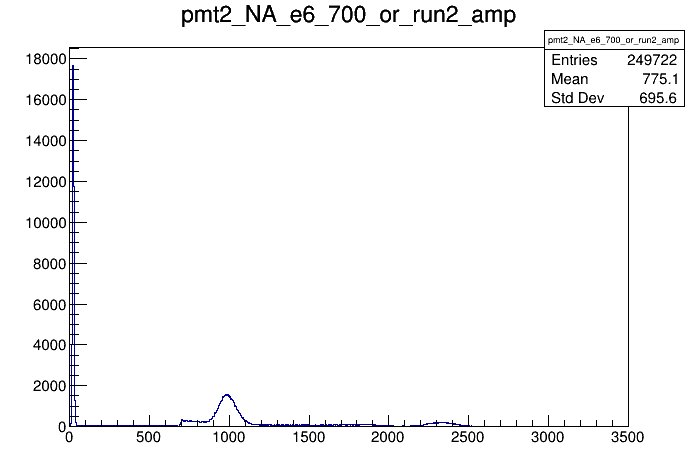 pmt2_NA_e6_700_or_run2_amp
pmt2_NA_e6_700_or_run2_amp
Entries 249722
Mean 775.1
Std Dev 695.6
18000
16000
14000
12000
10000
8000
6000
4000
2000
0
0 500 1000 1500 2000 2500 3000 3500